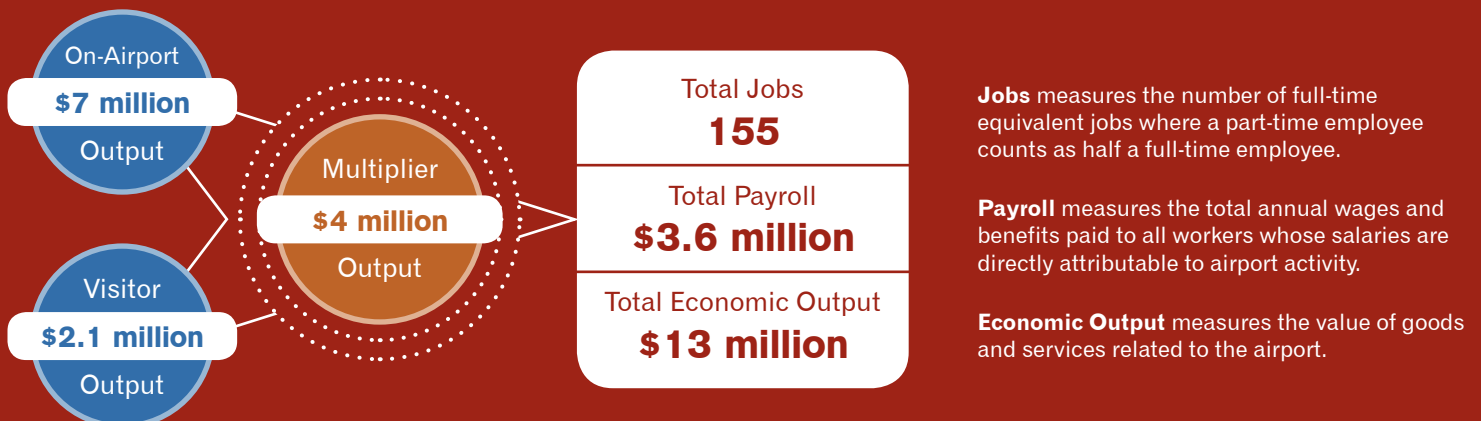 On-Airport
$7 million
Output
Visitor
$2.1 million
Output
Multiplier
$4 million
Output
Total Jobs
155
Total Payroll
$3.6 million
Total Economic Output
$13 million
Jobs measures the number of full-time
equivalent jobs where a part-time employee
counts as half a full-time employee.
Payroll measures the total annual wages and
benefits paid to all workers whose salaries are
directly attributable to airport activity.
Economic Output measures the value of goods
and services related to the airport.